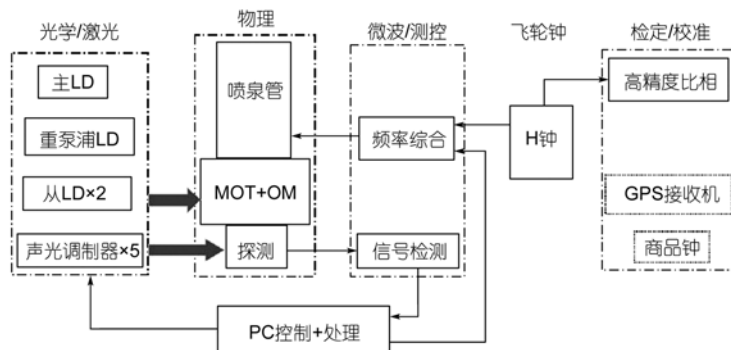 光学/激光
物理
微波/测控
飞轮钟
检定/校准
主LD
重泵浦LD
从LD×2
声光调制器×5
喷泉管
MOT+OM
探测
频率综合
信号检测
H钟
高精度比相
GPS接收机
商品钟
PC控制+处理